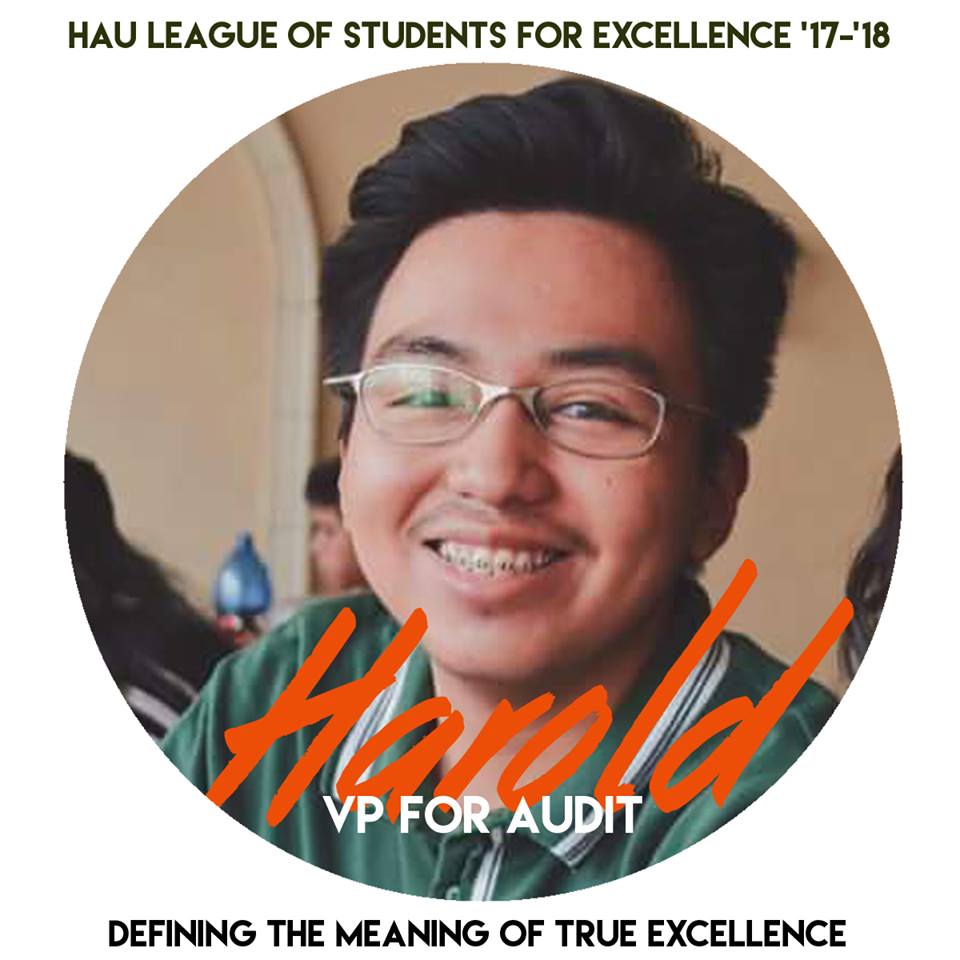 HAU LEAGUE OF STUDENTS FOR EXCELLENCE '17-'18
Harold
VP FOR AUDIT
DEFINING THE MEANING OF TRUE EXCELLENCE